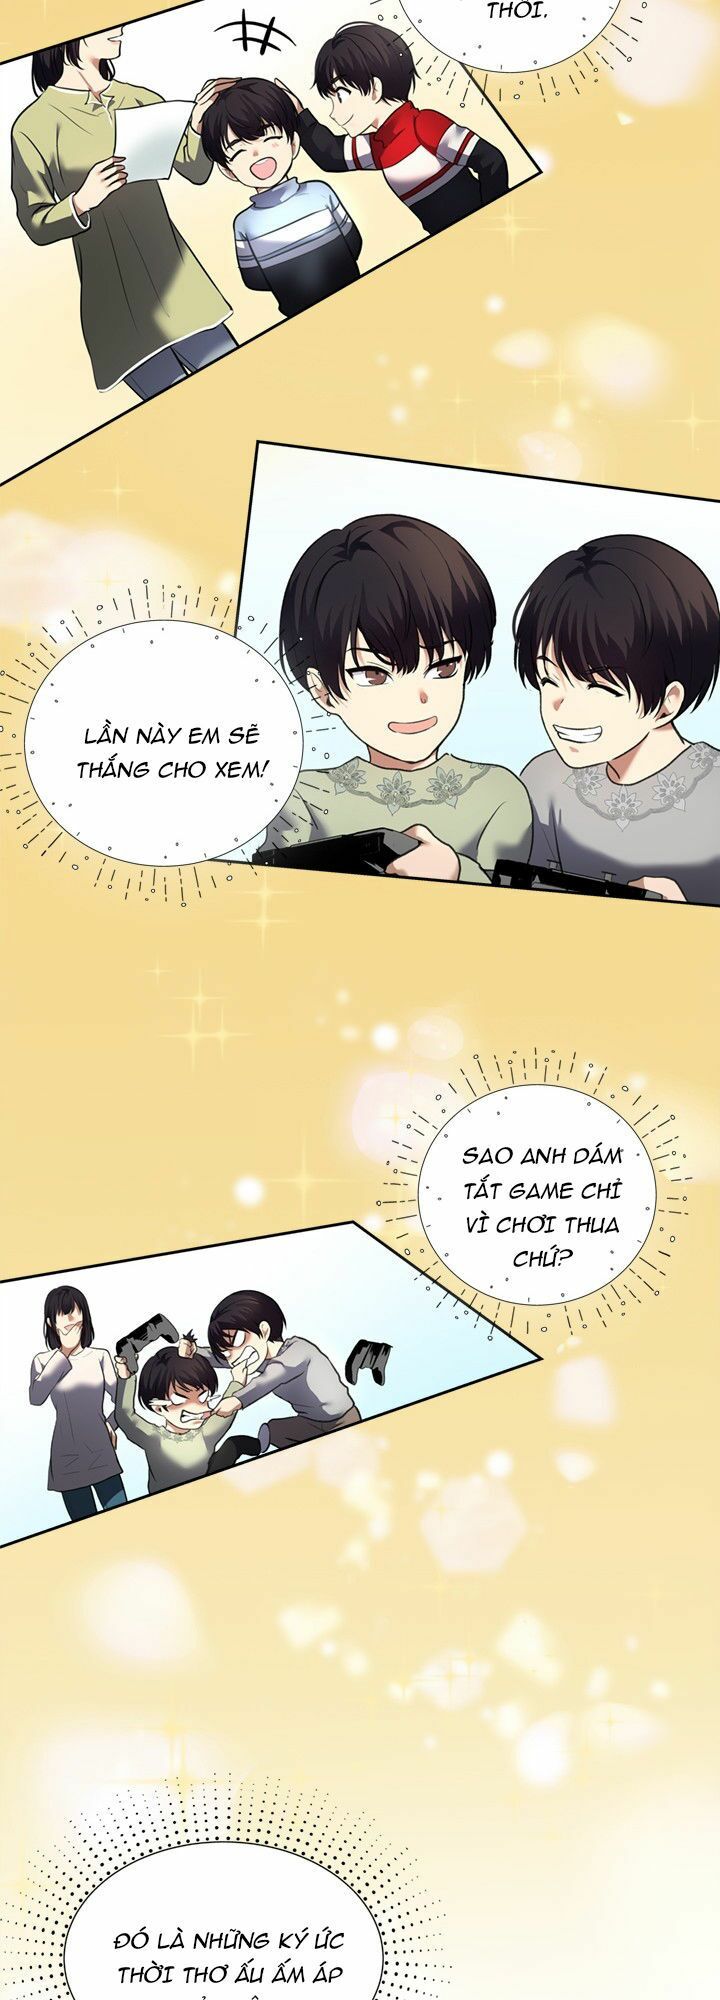 THÔI.
LẦN NÀY EM SẼ
THẮNG CHO XEM!
SAO ANH DÁM
TẮT GAME CHỈ
VÌ CHƠI THUA
CHỨ?
ĐÓ LÀ NHỮNG KÝ ỨC
THỜI THƠ ẤU ẤM ÁP